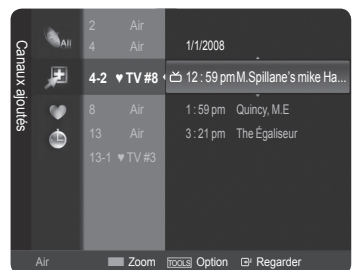 Canaux ajoutés
All
2 Air
4 Air 1/1/2008
4-2 ♥ TV #8 12 : 59 pm M.Spillane's mike Ha...
8 Air 1 : 59 pm Quincy, M.E
13 Air 3 : 21 pm The Égaliseur
13-1 ♥ TV #3
Air Zoom TOOLS Option Regarder